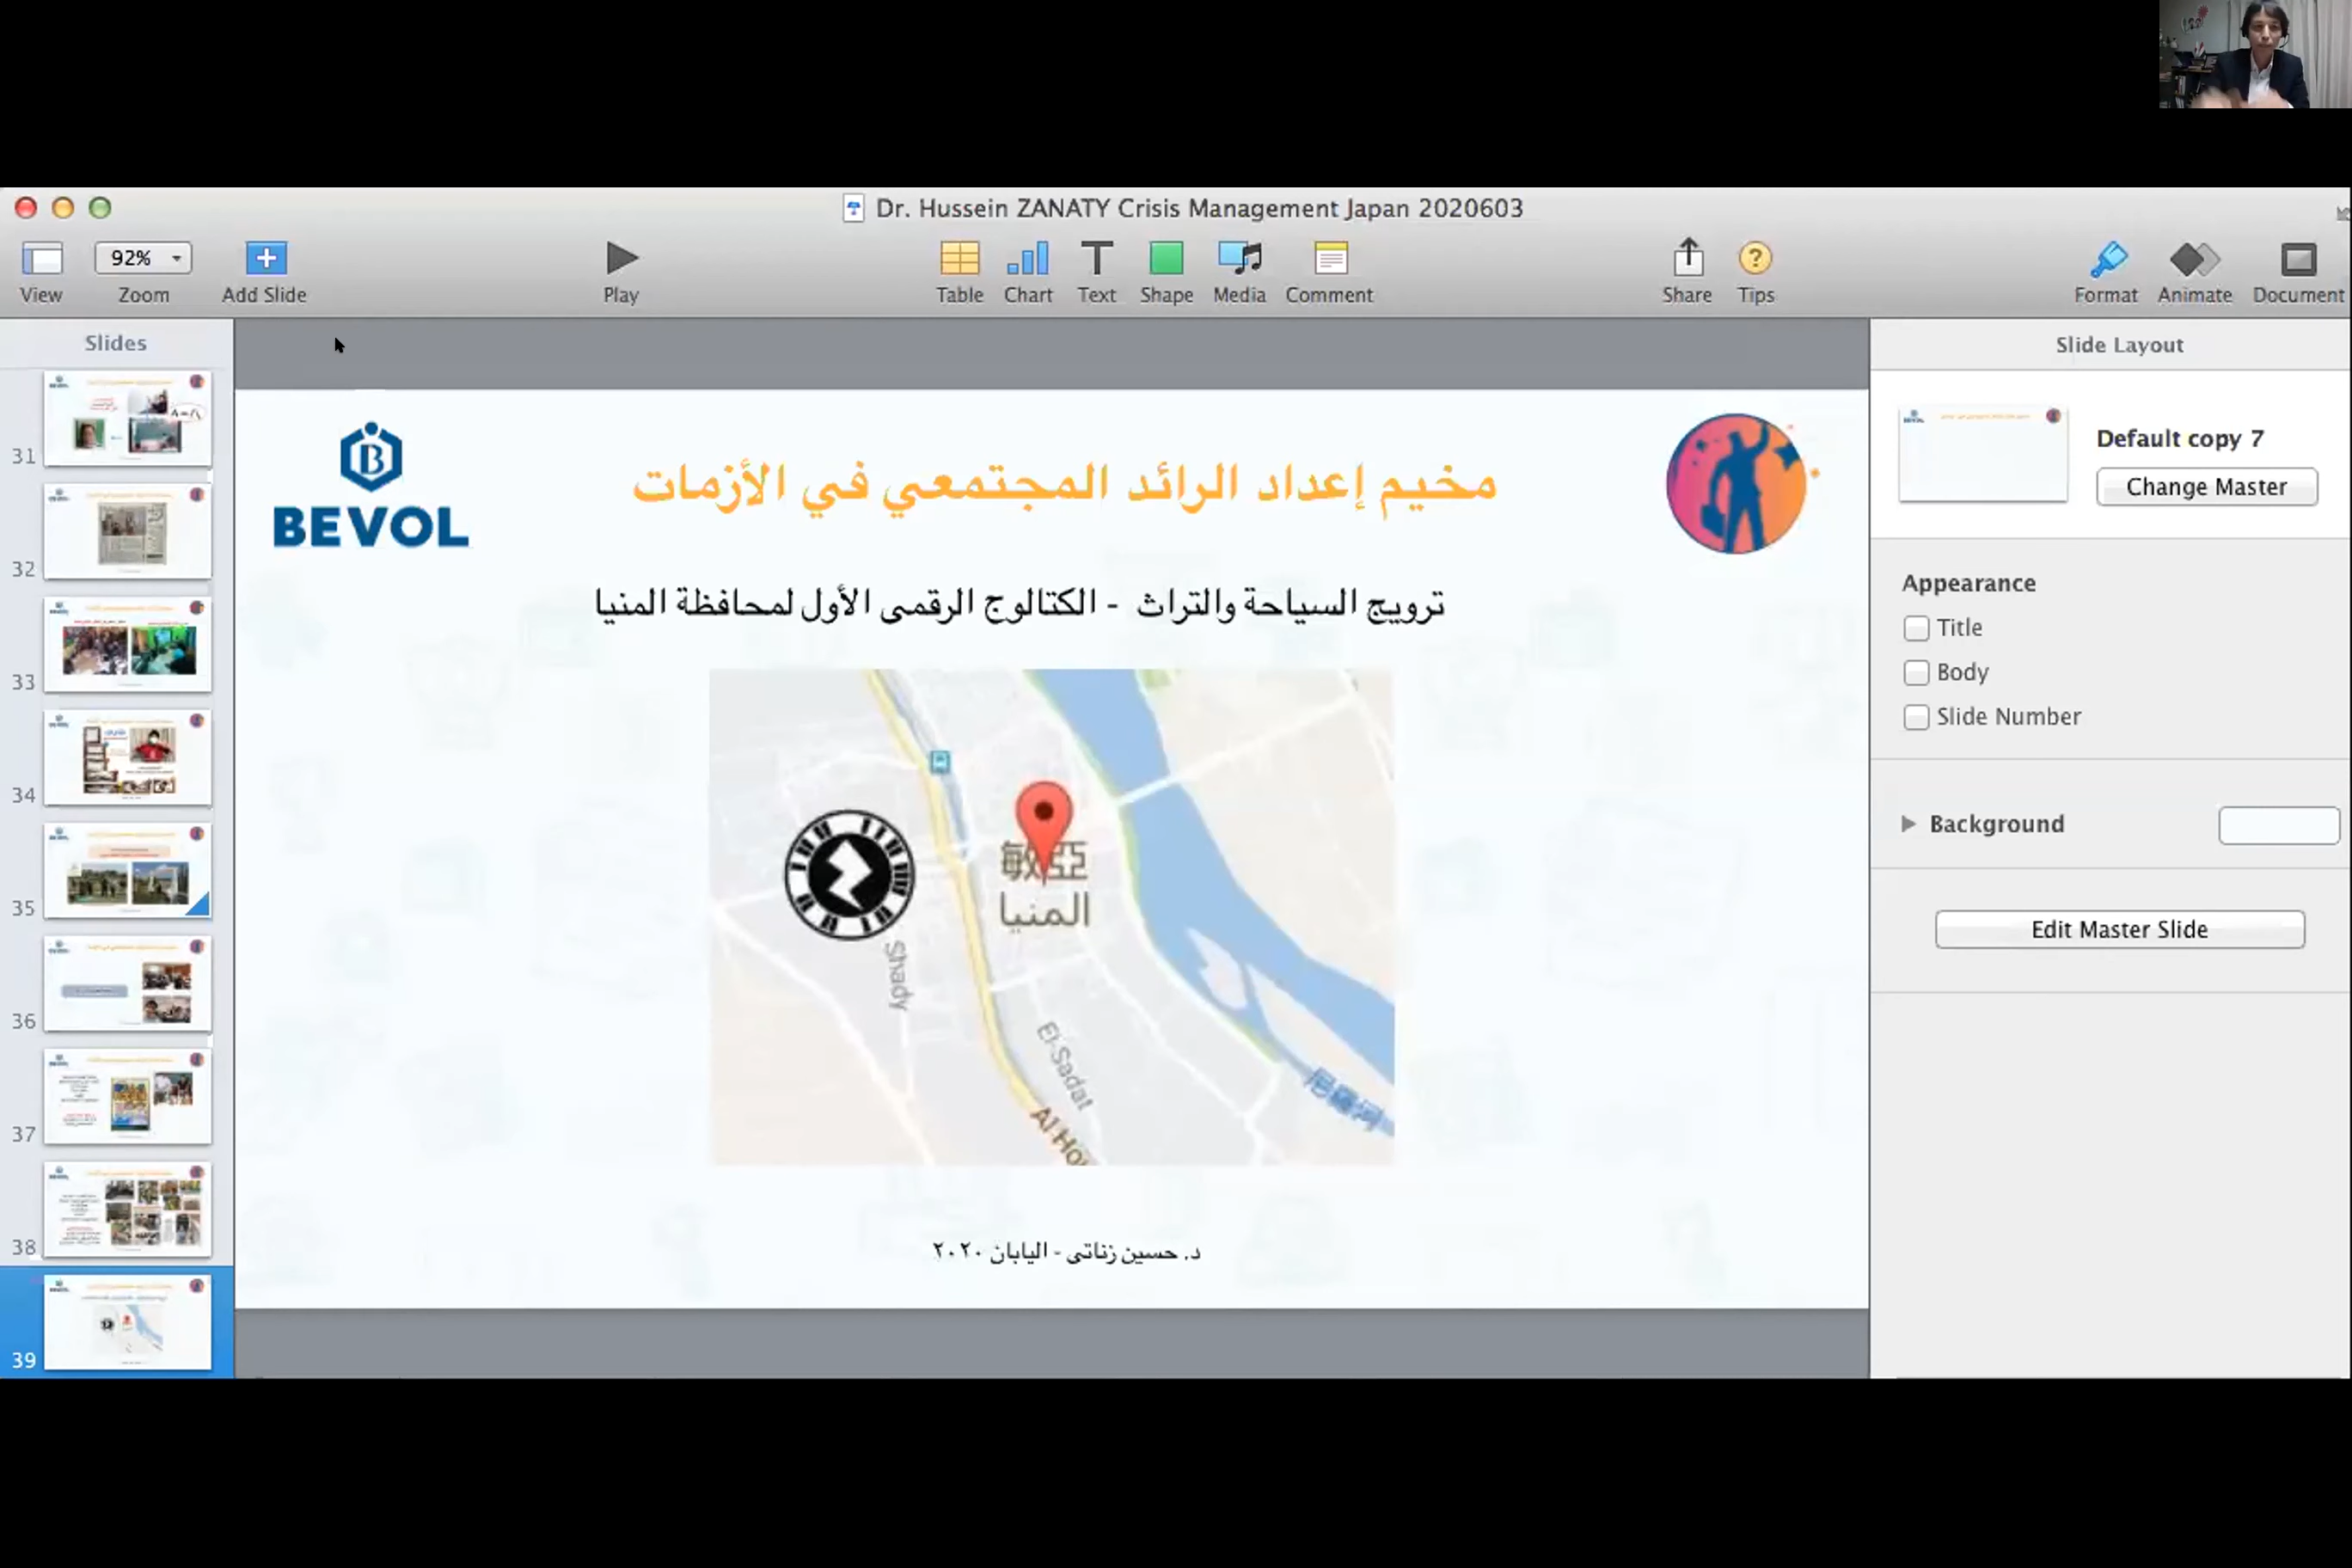 Dr. Hussein ZANATY Crisis Management Japan 2020603
View
92%
Zoom
Add Slide
Play
Table
Chart
Text
Shape
Media
Comment
Share
Tips
Format
Animate
Document
Slides
31
32
33
34
35
36
37
38
39
BEVOL
مخيم إعداد الرائد المجتمعي في الأزمات
ترويج السياحة والتراث - الكتالوج الرقمى الأول لمحافظة المنيا
敏亞
المنيا
Shady
El-Sadat
د. حسين زناتى - اليابان ٢٠٢٠
Slide Layout
Default copy 7
Change Master
Appearance
Title
Body
Slide Number
Background
Edit Master Slide